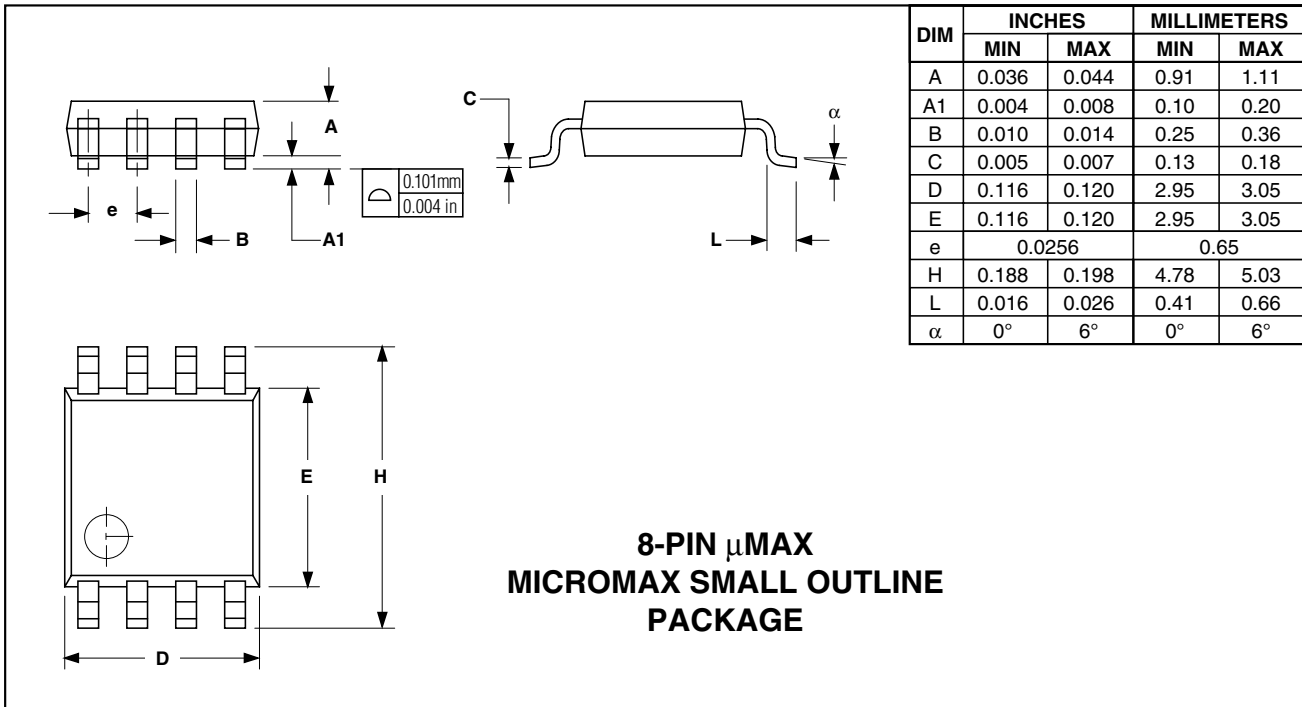 C
A
α
0.101mm
0.004 in
e
B
A1
L
E
H
D
8-PIN μMAX
MICROMAX SMALL OUTLINE
PACKAGE
DIM INCHES MILLIMETERS
MIN MAX MIN MAX
A 0.036 0.044 0.91 1.11
A1 0.004 0.008 0.10 0.20
B 0.010 0.014 0.25 0.36
C 0.005 0.007 0.13 0.18
D 0.116 0.120 2.95 3.05
E 0.116 0.120 2.95 3.05
e 0.0256 0.65
H 0.188 0.198 4.78 5.03
L 0.016 0.026 0.41 0.66
α 0° 6° 0° 6°